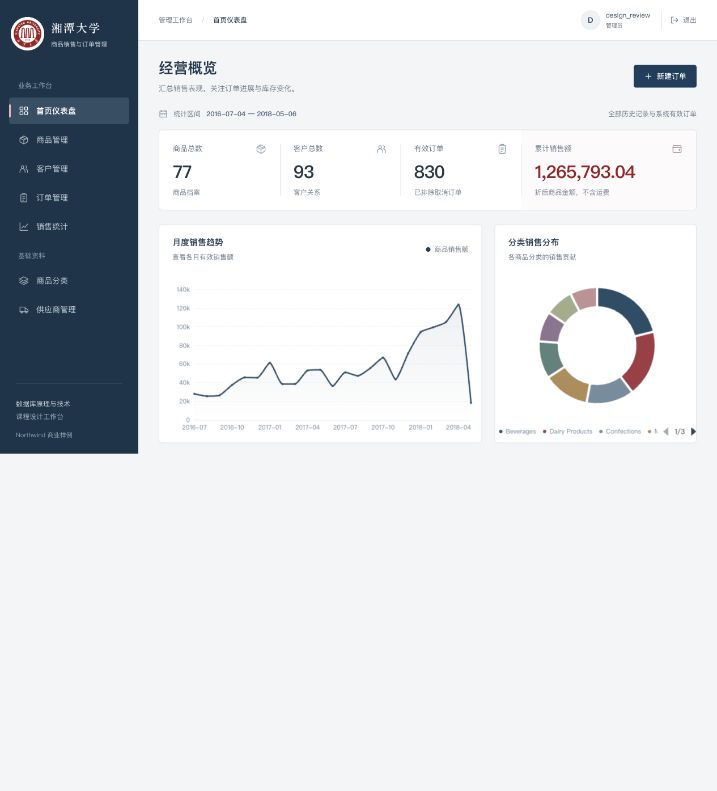 湘潭大学
商品销售与订单管理
业务工作台
首页仪表盘
商品管理
客户管理
订单管理
销售统计
基础资料
商品分类
供应商管理
数据库原理与技术
课程设计工作台
Northwind 商业样例
管理工作台 / 首页仪表盘
D
design_review
管理员
退出
经营概览
汇总销售表现，关注订单进展与库存变化。
+ 新建订单
统计区间 2016-07-04 — 2018-05-06
全部历史记录与系统有效订单
商品总数
77
商品档案
客户总数
93
客户关系
有效订单
830
已排除取消订单
累计销售额
1,265,793.04
折后商品金额，不含运费
月度销售趋势
查看各月有效销售额
商品销售额
140k
120k
100k
80k
60k
40k
20k
0
2016-07 2016-10 2017-01 2017-04 2017-07 2017-10 2018-01 2018-04
分类销售分布
各商品分类的销售贡献
Beverages Dairy Products Confections 1/3